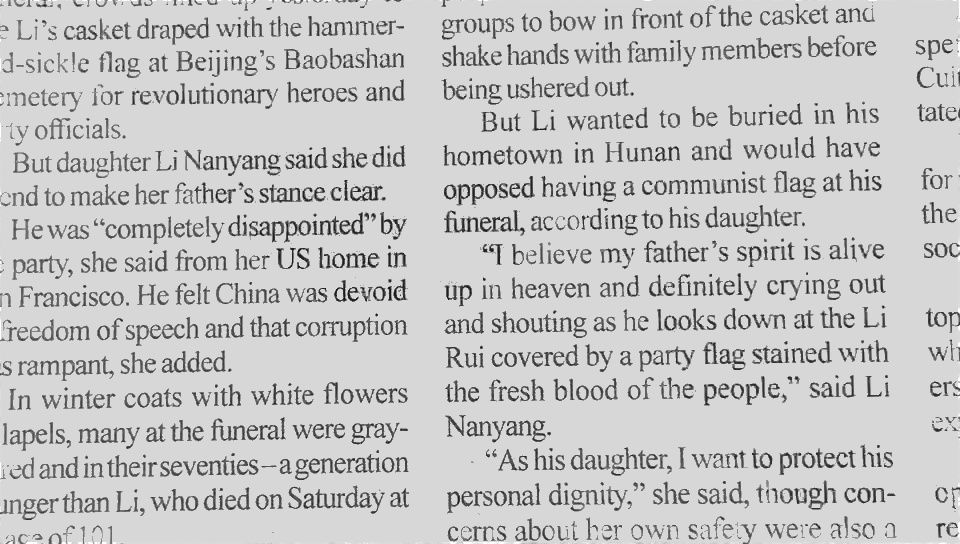 Li's casket draped with the hammer-
d-sickle flag at Beijing's Baobashan
emetery for revolutionary heroes and
ty officials.
But daughter Li Nanyang said she did
end to make her father's stance clear.
He was “completely disappointed” by
party, she said from her US home in
n Francisco. He felt China was devoid
freedom of speech and that corruption
s rampant, she added.
In winter coats with white flowers
lapels, many at the funeral were gray-
red and in their seventies – a generation
unger than Li, who died on Saturday at
age of 101.
groups to bow in front of the casket and
shake hands with family members before
being ushered out.
But Li wanted to be buried in his
hometown in Hunan and would have
opposed having a communist flag at his
funeral, according to his daughter.
“I believe my father's spirit is alive
up in heaven and definitely crying out
and shouting as he looks down at the Li
Rui covered by a party flag stained with
the fresh blood of the people,” said Li
Nanyang.
“As his daughter, I want to protect his
personal dignity,” she said, though con-
cerns about her own safety were also a
spe
Cult
tated
for
the
soc
top
wh
ers
exp
op
re